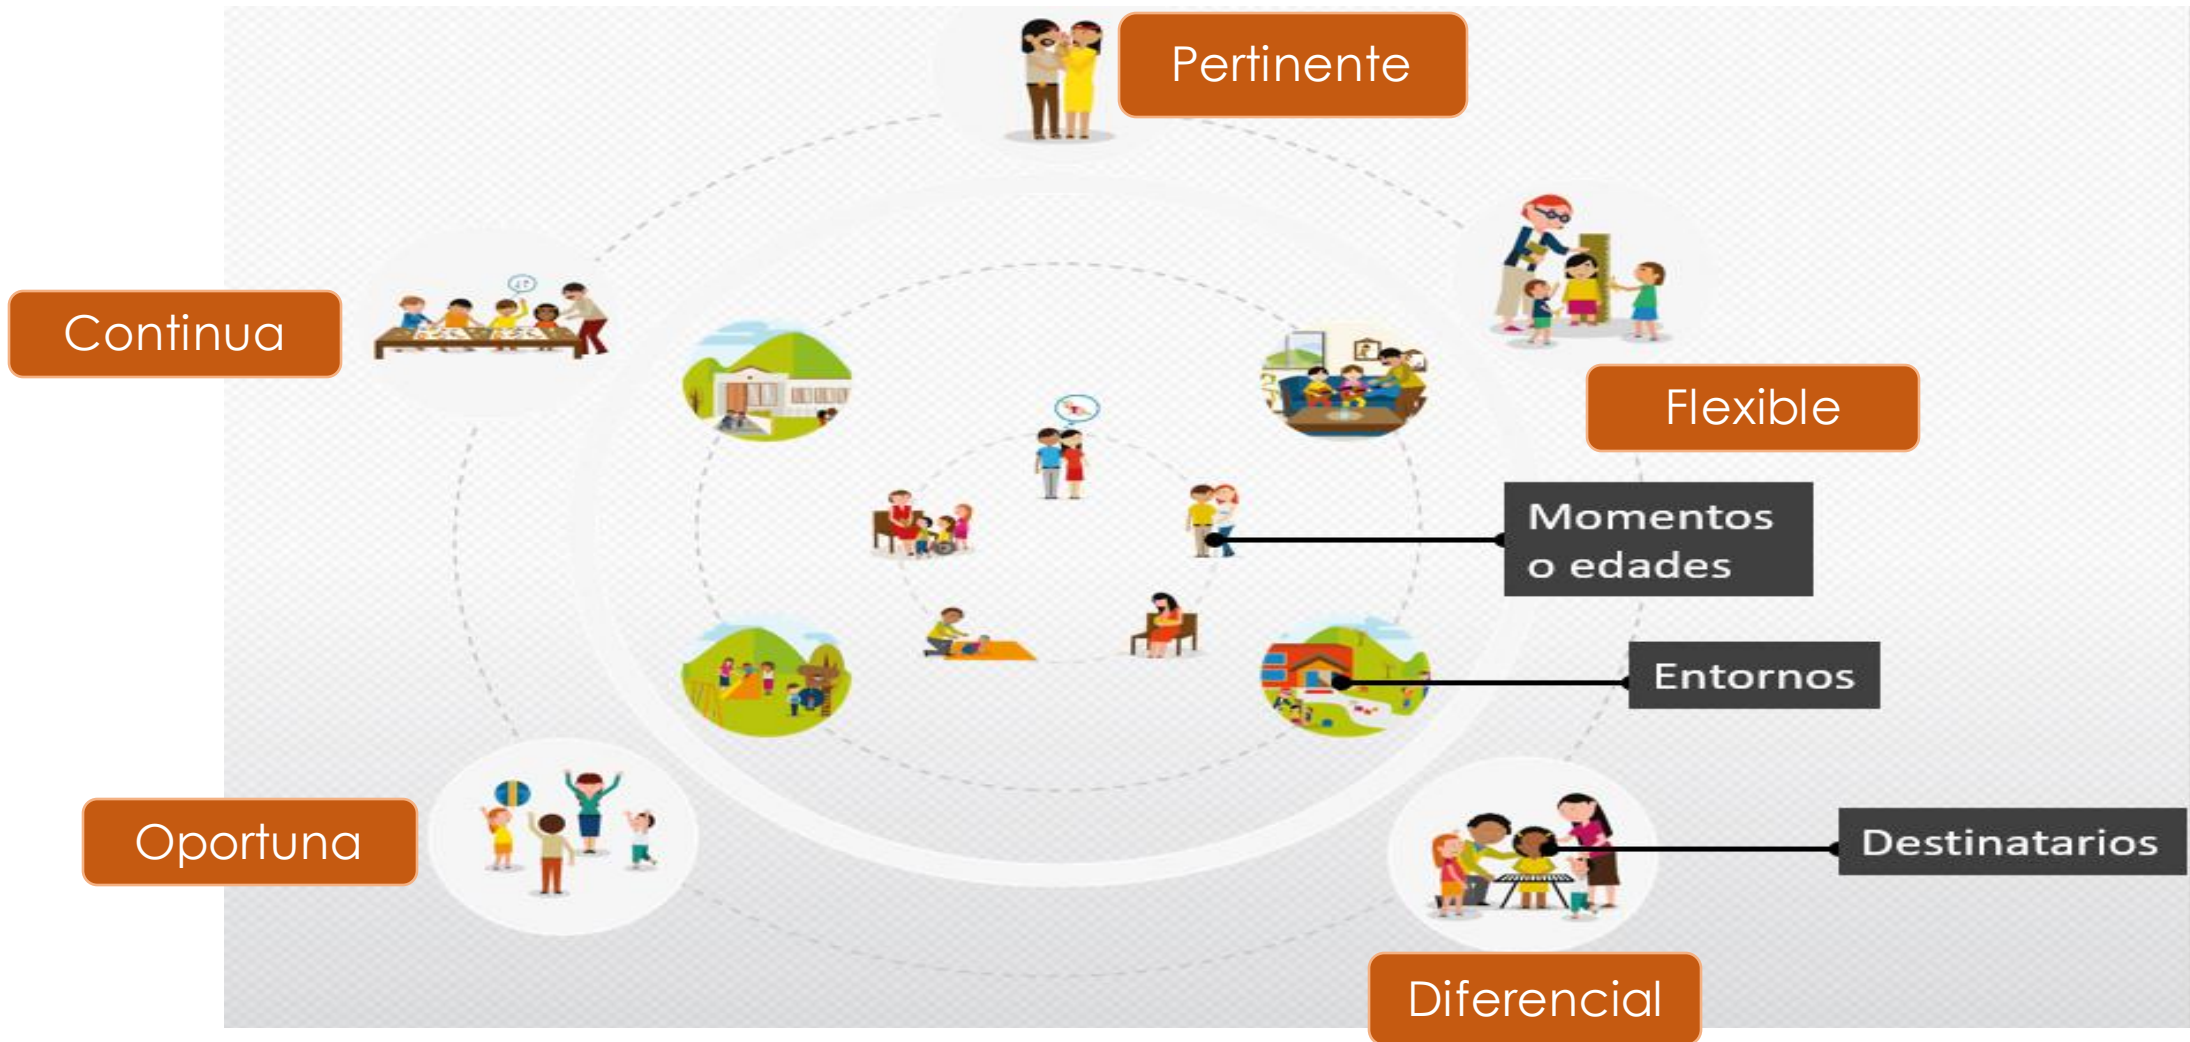 Pertinente
Continua
Flexible
Momentos
o edades
Entornos
Oportuna
Destinatarios
Diferencial